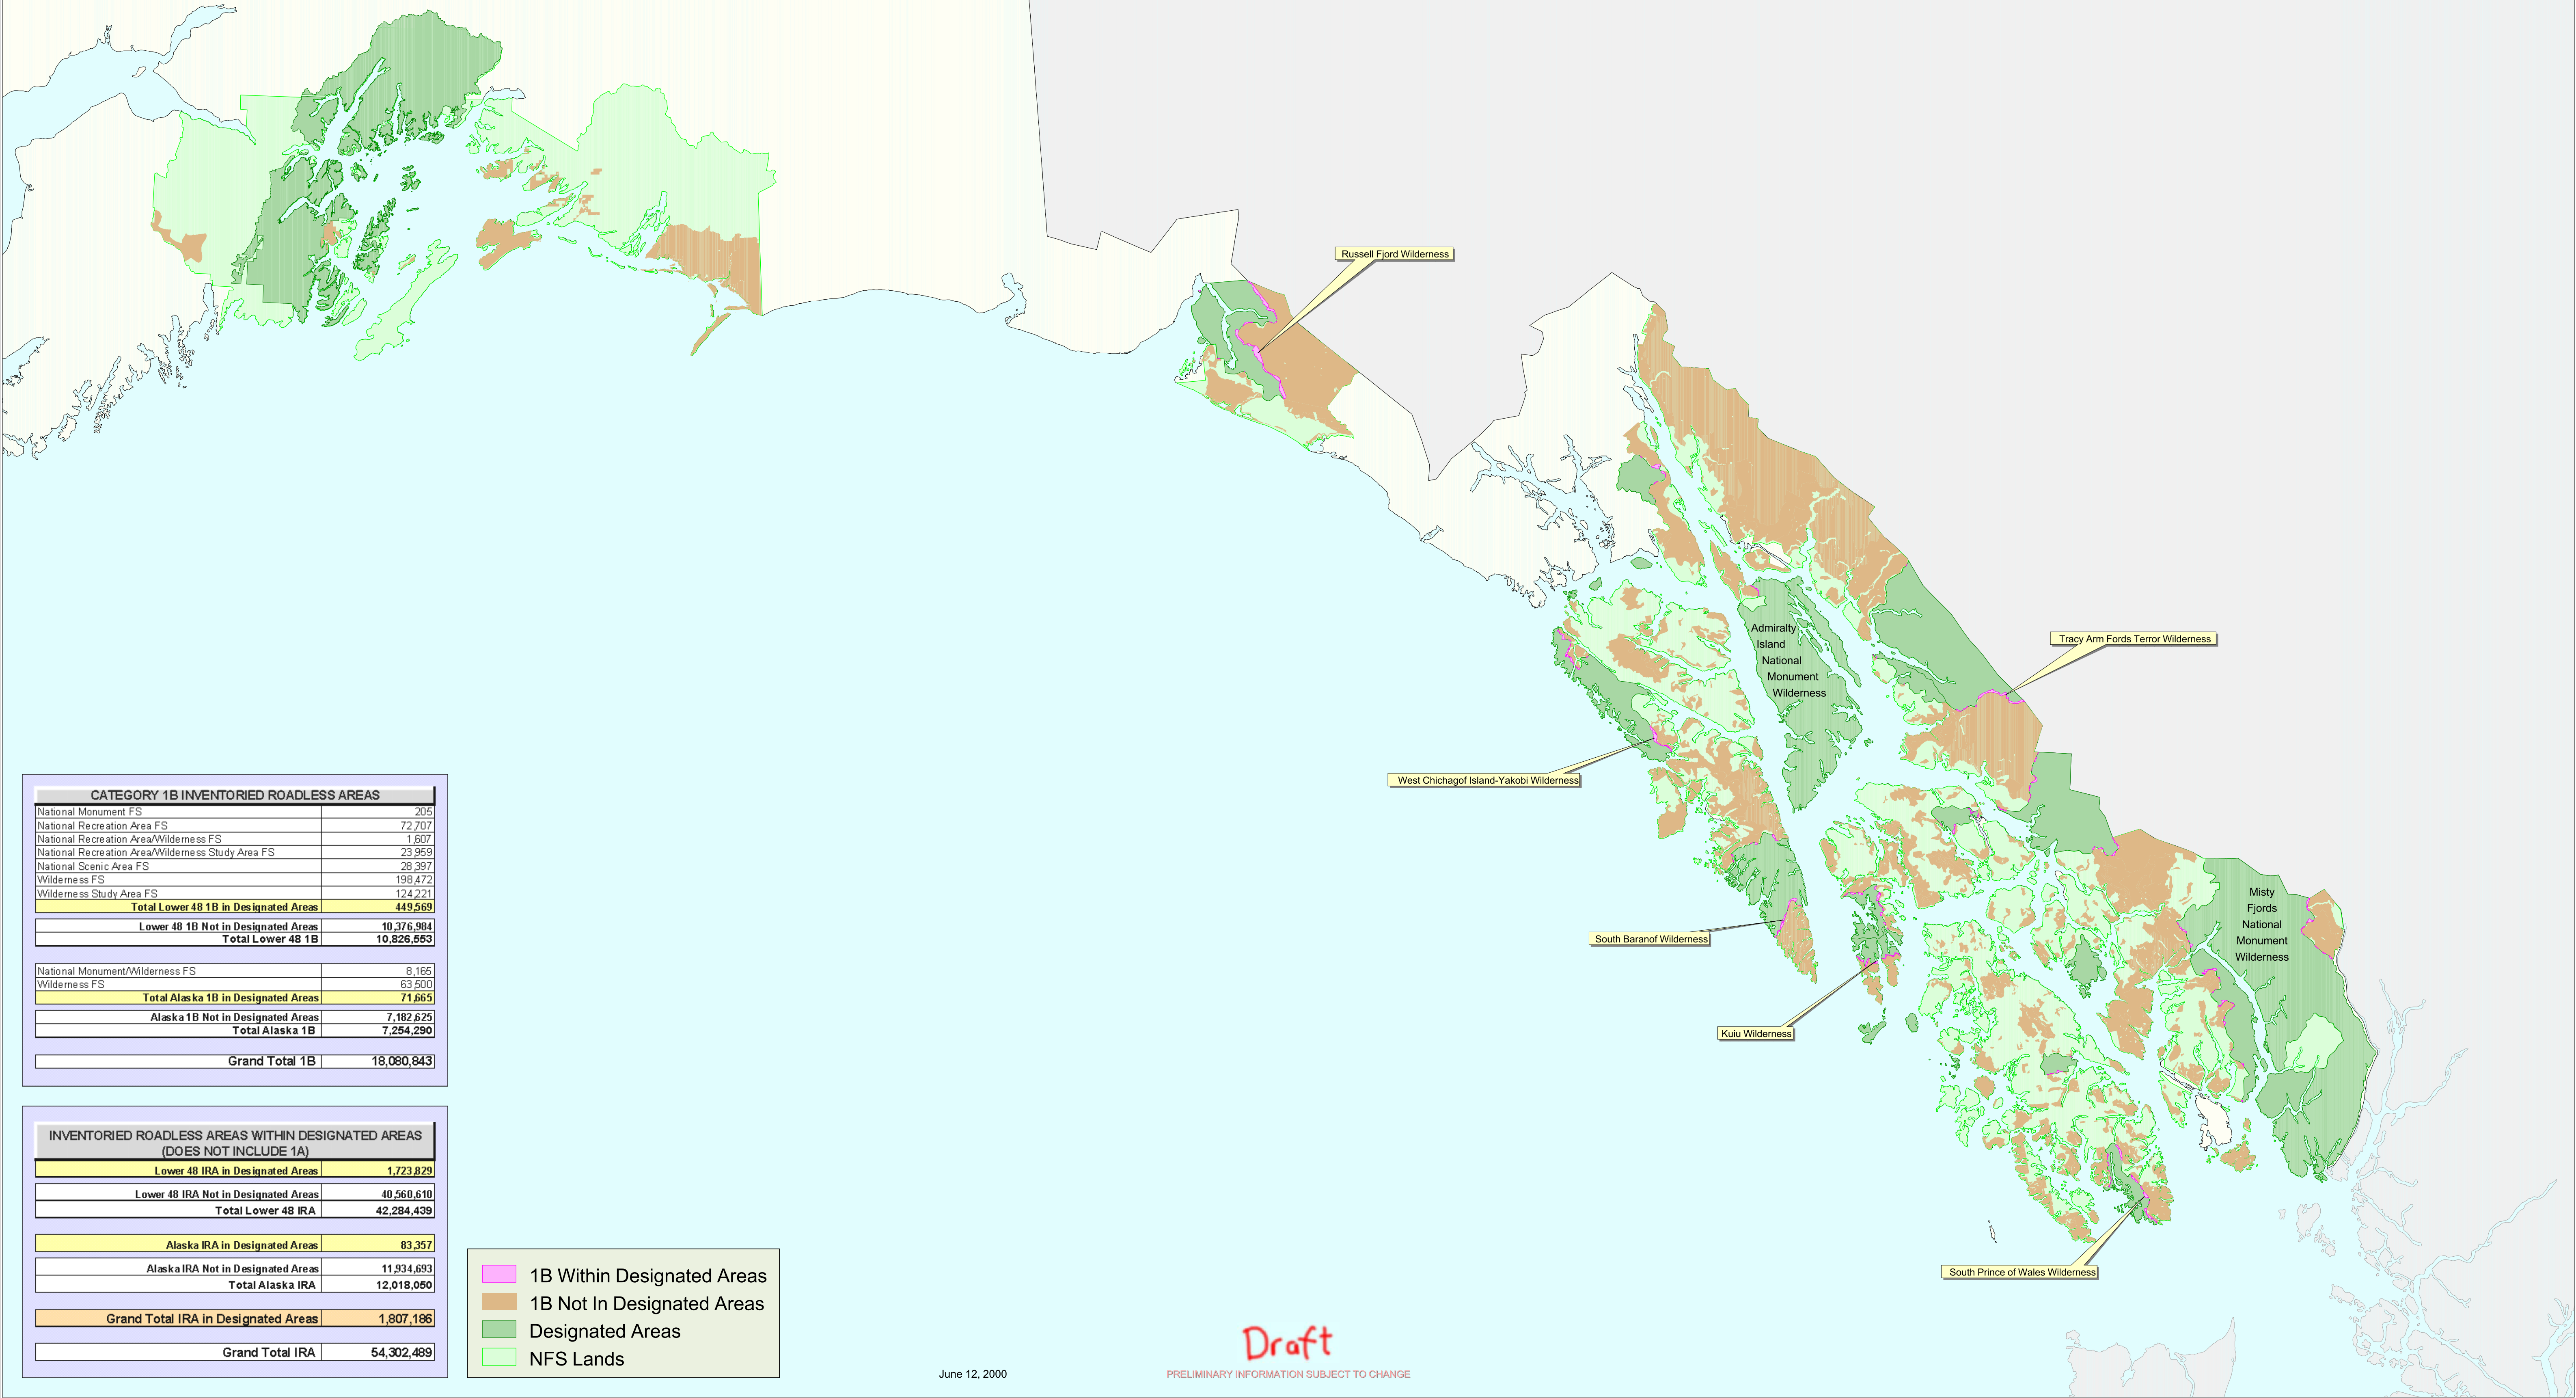 Russell Fjord Wilderness
Tracy Arm Fords Terror Wilderness
Admiralty
Island
National
Monument
Wilderness
West Chichagof Island-Yakobi Wilderness
South Baranof Wilderness
Kuiu Wilderness
Misty
Fjords
National
Monument
Wilderness
South Prince of Wales Wilderness
CATEGORY 1B INVENTORIED ROADLESS AREAS
National Monument FS 205
National Recreation Area FS 72,707
National Recreation Area/Wilderness FS 1,607
National Recreation Area/Wilderness Study Area FS 23,959
National Scenic Area FS 28,397
Wilderness FS 198,472
Wilderness Study Area FS 124,221
Total Lower 48 1B in Designated Areas 449,569
Lower 48 1B Not in Designated Areas 10,376,984
Total Lower 48 1B 10,826,553
National Monument/Wilderness FS 8,165
Wilderness FS 63,500
Total Alaska 1B in Designated Areas 71,665
Alaska 1B Not in Designated Areas 7,182,625
Total Alaska 1B 7,254,290
Grand Total 1B 18,080,843
INVENTORIED ROADLESS AREAS WITHIN DESIGNATED AREAS
(DOES NOT INCLUDE 1A)
Lower 48 IRA in Designated Areas 1,723,829
Lower 48 IRA Not in Designated Areas 40,560,610
Total Lower 48 IRA 42,284,439
Alaska IRA in Designated Areas 83,357
Alaska IRA Not in Designated Areas 11,934,693
Total Alaska IRA 12,018,050
Grand Total IRA in Designated Areas 1,807,186
Grand Total IRA 54,302,489
1B Within Designated Areas
1B Not In Designated Areas
Designated Areas
NFS Lands
June 12, 2000
Draft
PRELIMINARY INFORMATION SUBJECT TO CHANGE